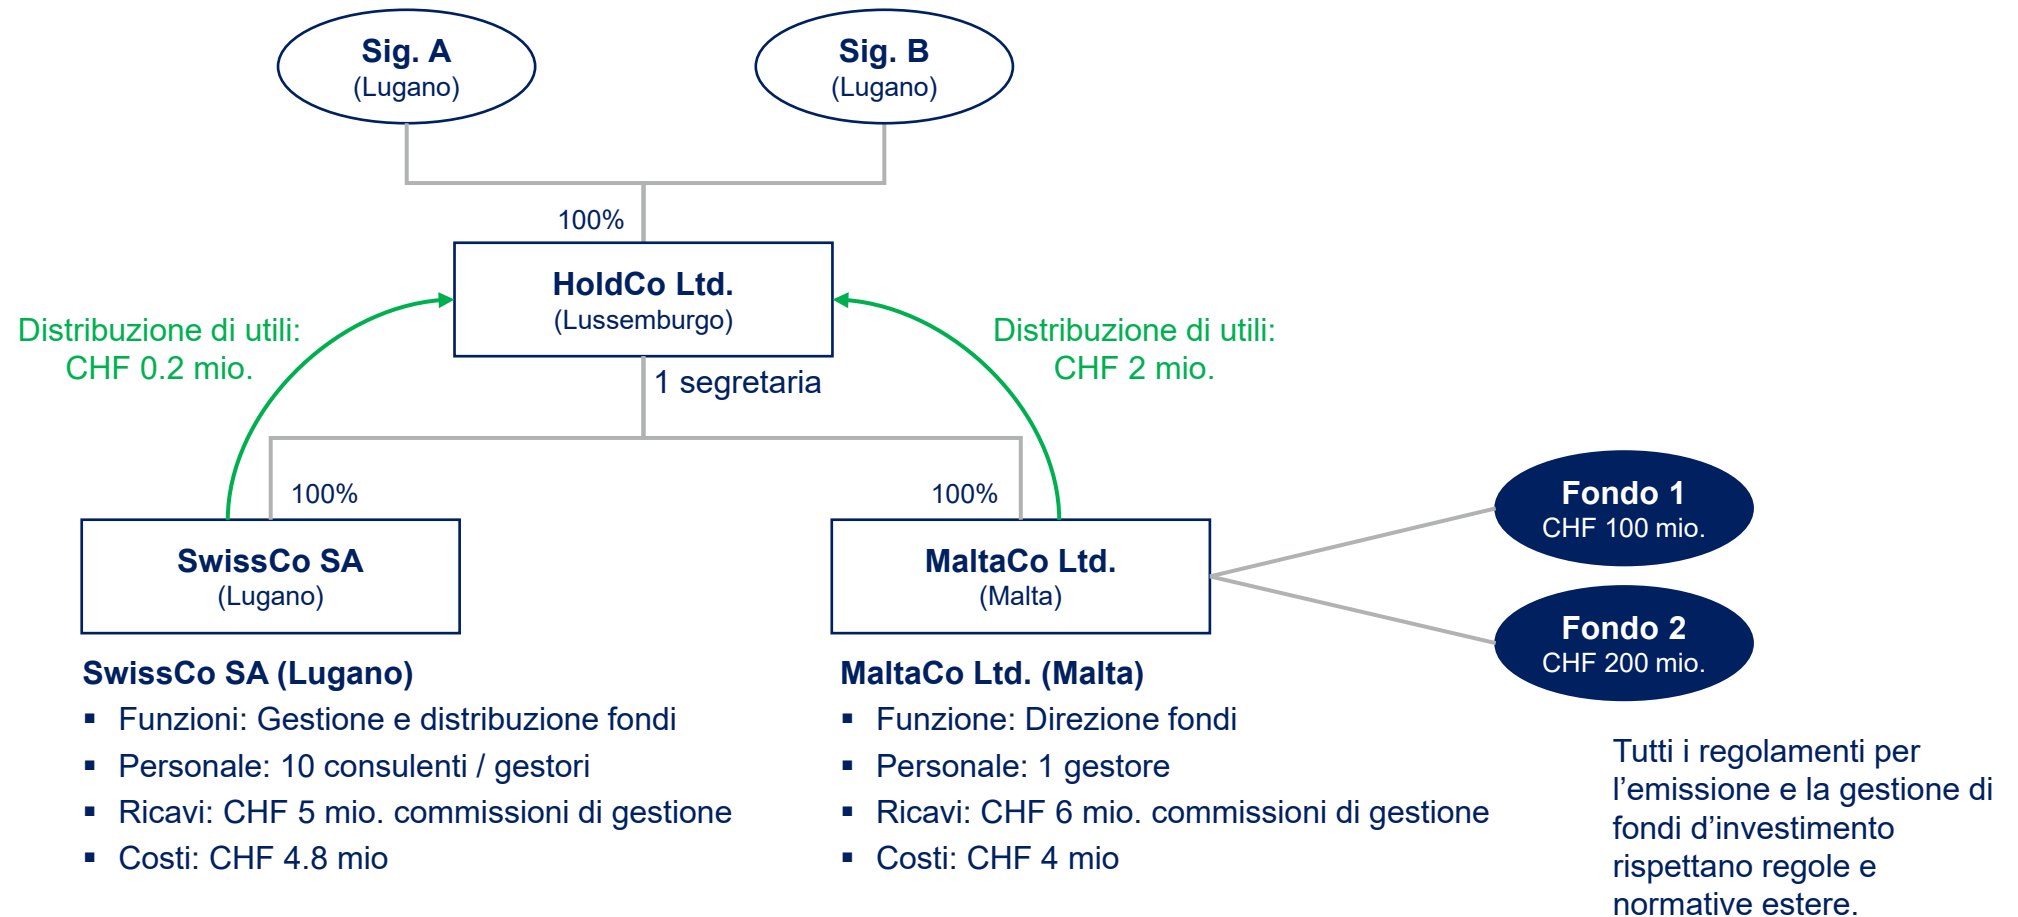 Sig. A
(Lugano)
Sig. B
(Lugano)
100%
HoldCo Ltd.
(Lussemburgo)
Distribuzione di utili:
CHF 0.2 mio.
Distribuzione di utili:
CHF 2 mio.
1 segretaria
100%
100%
SwissCo SA
(Lugano)
MaltaCo Ltd.
(Malta)
Fondo 1
CHF 100 mio.
Fondo 2
CHF 200 mio.
SwissCo SA (Lugano)
▪ Funzioni: Gestione e distribuzione fondi
▪ Personale: 10 consulenti / gestori
▪ Ricavi: CHF 5 mio. commissioni di gestione
▪ Costi: CHF 4.8 mio
MaltaCo Ltd. (Malta)
▪ Funzione: Direzione fondi
▪ Personale: 1 gestore
▪ Ricavi: CHF 6 mio. commissioni di gestione
▪ Costi: CHF 4 mio
Tutti i regolamenti per
l’emissione e la gestione di
fondi d’investimento
rispettano regole e
normative estere.